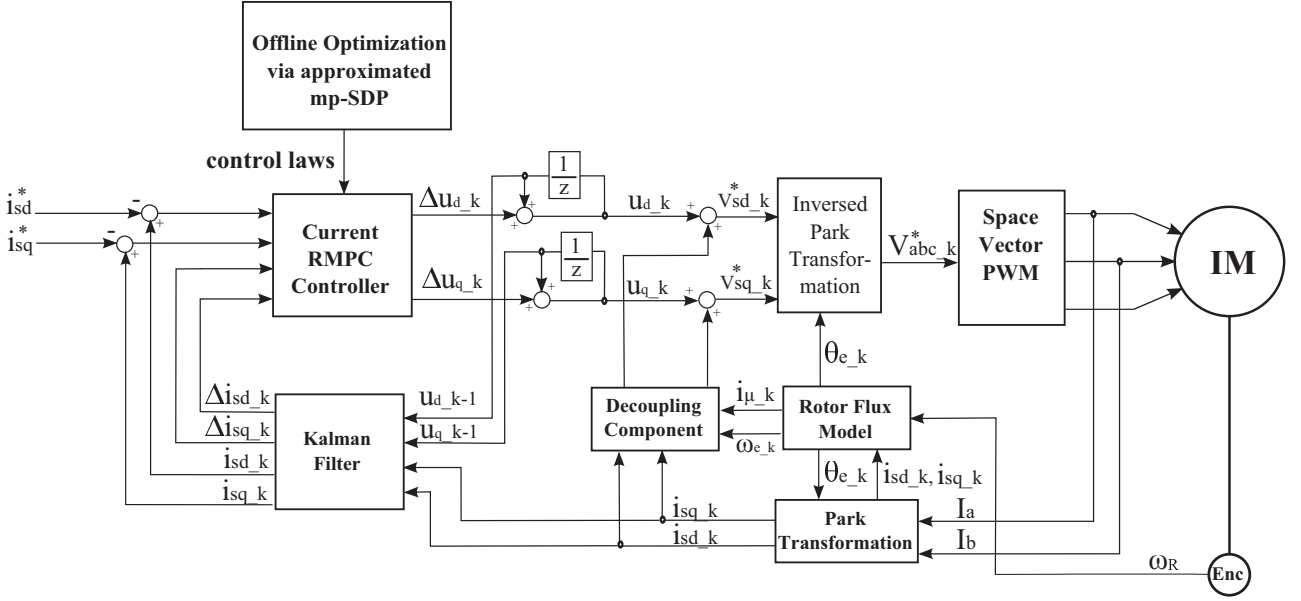 Offline Optimization
via approximated
mp-SDP
control laws
i*sd
i*sq
-
+
-
+
Current
RMPC
Controller
Δud_k
Δuq_k
1
z
+
+
1
z
+
+
ud_k
uq_k
+
+
+
+
V*sd_k
V*sq_k
Inversed
Park
Transfor-
mation
V*abc_k
Space
Vector
PWM
IM
θe_k
Δisd_k
Δisq_k
isd_k
isq_k
Kalman
Filter
ud_k-1
uq_k-1
Decoupling
Component
iμ_k
ωe_k
Rotor Flux
Model
θe_k
isd_k, isq_k
isq_k
isd_k
Park
Transformation
Ia
Ib
ωR
Enc